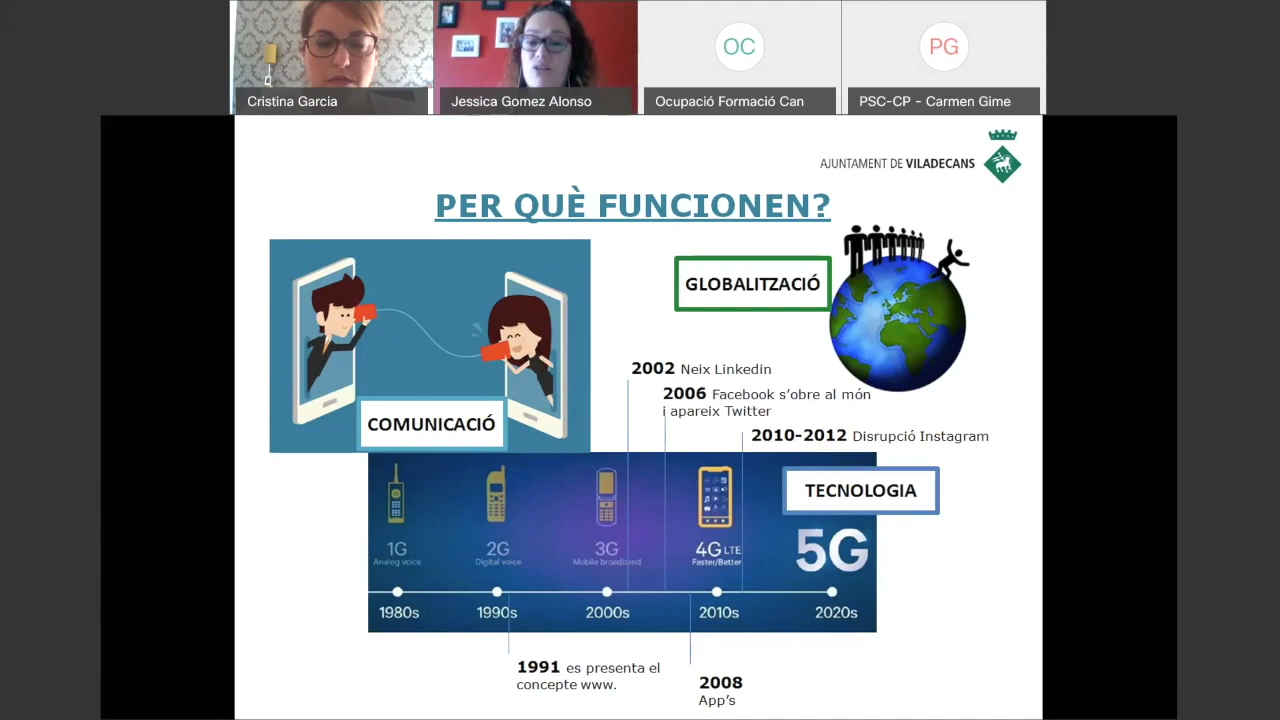 OC
PG
Cristina Garcia
Jessica Gomez Alonso
Ocupació Formació Can
PSC-CP - Carmen Gime
AJUNTAMENT DE VILADECANS
PER QUÈ FUNCIONEN?
GLOBALITZACIÓ
COMUNICACIÓ
2002 Neix Linkedin
2006 Facebook s'obre al món
i apareix Twitter
2010-2012 Disrupció Instagram
TECNOLOGIA
1G
Analog voice
2G
Digital voice
3G
Mobile broadband
4G LTE
Faster/Better
5G
1980s
1990s
2000s
2010s
2020s
1991 es presenta el
concepte www.
2008
App's